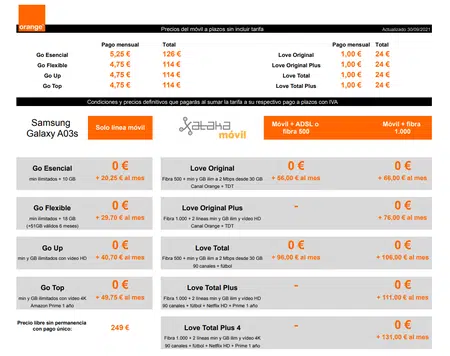 orange
Precios del móvil a plazos sin incluir tarifa
Actualizado 30/09/2021
Pago mensual Total Pago mensual Total
Go Esencial 5,25 € 126 € Love Original 1,00 € 24 €
Go Flexible 4,75 € 114 € Love Original Plus 1,00 € 24 €
Go Up 4,75 € 114 € Love Total 1,00 € 24 €
Go Top 4,75 € 114 € Love Total Plus 1,00 € 24 €
Condiciones y precios definitivos que pagarás al sumar la tarifa a su respectivo pago a plazos con IVA
Samsung
Galaxy A03s
Solo línea móvil
Xataka
móvil
Móvil + ADSL o
fibra 500
Móvil + fibra
1.000
Go Esencial
min ilimitados + 10 GB
0 €
+ 20,25 € al mes
Love Original
Fibra 500 + min y GB ilim a 2 Mbps desde 30 GB
Canal Orange + TDT
0 €
+ 56,00 € al mes
0 €
+ 66,00 € al mes
Go Flexible
min ilimitados + 18 GB
(+51GB válidos 6 meses)
0 €
+ 29,70 € al mes
Love Original Plus
Fibra 1.000 + 2 líneas min y GB ilim y vídeo HD
Canal Orange + TDT
-
0 €
+ 76,00 € al mes
Go Up
min y GB ilimitados con vídeo HD
0 €
+ 40,70 € al mes
Love Total
Fibra 500 + min y GB ilim a 2 Mbps desde 30 GB
90 canales + fútbol
0 €
+ 96,00 € al mes
0 €
+ 106,00 € al mes
Go Top
min y GB ilimitados con vídeo 4K
Amazon Prime 1 año
0 €
+ 49,75 € al mes
Love Total Plus
Fibra 1.000 + 2 líneas min y GB ilim y vídeo HD
90 canales + fútbol + Netflix HD + Prime 1 año
-
0 €
+ 111,00 € al mes
Precio libre sin permanencia
con pago único:
249 €
Love Total Plus 4
Fibra 1.000 + 2 líneas min y GB ilim y vídeo 4K
90 canales + fútbol + Netflix HD + Prime 1 año
-
0 €
+ 121,00 € al mes